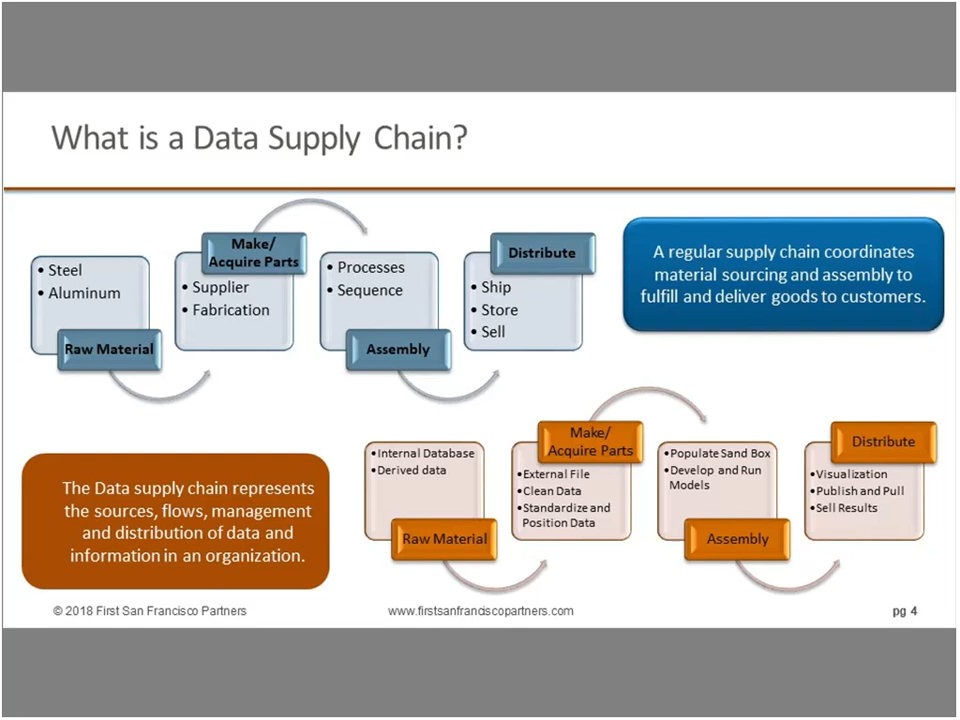 What is a Data Supply Chain?
• Steel
• Aluminum
Raw Material
Make/
Acquire Parts
• Supplier
• Fabrication
• Processes
• Sequence
Assembly
Distribute
• Ship
• Store
• Sell
A regular supply chain coordinates
material sourcing and assembly to
fulfill and deliver goods to customers.
The Data supply chain represents
the sources, flows, management
and distribution of data and
information in an organization.
•Internal Database
•Derived data
Raw Material
Make/
Acquire Parts
•External File
•Clean Data
•Standardize and
Position Data
•Populate Sand Box
•Develop and Run
Models
Assembly
Distribute
•Visualization
•Publish and Pull
•Sell Results
© 2018 First San Francisco Partners
www.firstsanfranciscopartners.com
pg 4